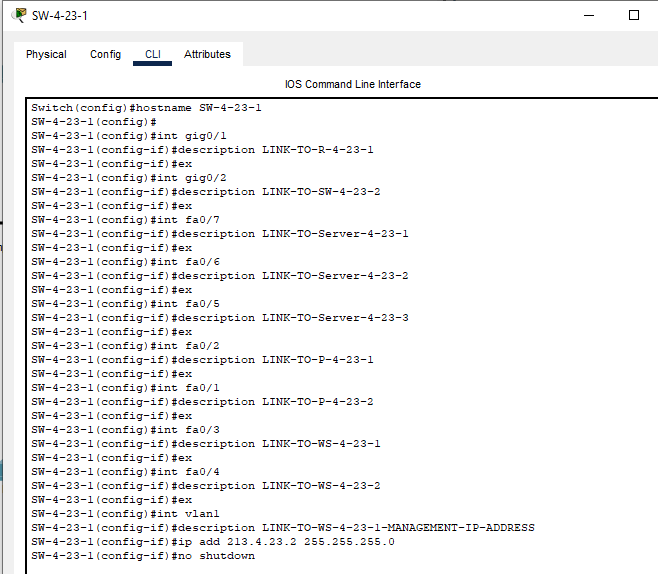 SW-4-23-1
Physical Config CLI Attributes
IOS Command Line Interface
Switch(config)#hostname SW-4-23-1
SW-4-23-1(config)#
SW-4-23-1(config)#int gig0/1
SW-4-23-1(config-if)#description LINK-TO-R-4-23-1
SW-4-23-1(config-if)#ex
SW-4-23-1(config)#int gig0/2
SW-4-23-1(config-if)#description LINK-TO-SW-4-23-2
SW-4-23-1(config-if)#ex
SW-4-23-1(config)#int fa0/7
SW-4-23-1(config-if)#description LINK-TO-Server-4-23-1
SW-4-23-1(config-if)#ex
SW-4-23-1(config)#int fa0/6
SW-4-23-1(config-if)#description LINK-TO-Server-4-23-2
SW-4-23-1(config-if)#ex
SW-4-23-1(config)#int fa0/5
SW-4-23-1(config-if)#description LINK-TO-Server-4-23-3
SW-4-23-1(config-if)#ex
SW-4-23-1(config)#int fa0/2
SW-4-23-1(config-if)#description LINK-TO-P-4-23-1
SW-4-23-1(config-if)#ex
SW-4-23-1(config)#int fa0/1
SW-4-23-1(config-if)#description LINK-TO-P-4-23-2
SW-4-23-1(config-if)#ex
SW-4-23-1(config)#int fa0/3
SW-4-23-1(config-if)#description LINK-TO-WS-4-23-1
SW-4-23-1(config-if)#ex
SW-4-23-1(config)#int fa0/4
SW-4-23-1(config-if)#description LINK-TO-WS-4-23-2
SW-4-23-1(config-if)#ex
SW-4-23-1(config)#int vlan1
SW-4-23-1(config-if)#description LINK-TO-WS-4-23-1-MANAGEMENT-IP-ADDRESS
SW-4-23-1(config-if)#ip add 213.4.23.2 255.255.255.0
SW-4-23-1(config-if)#no shutdown